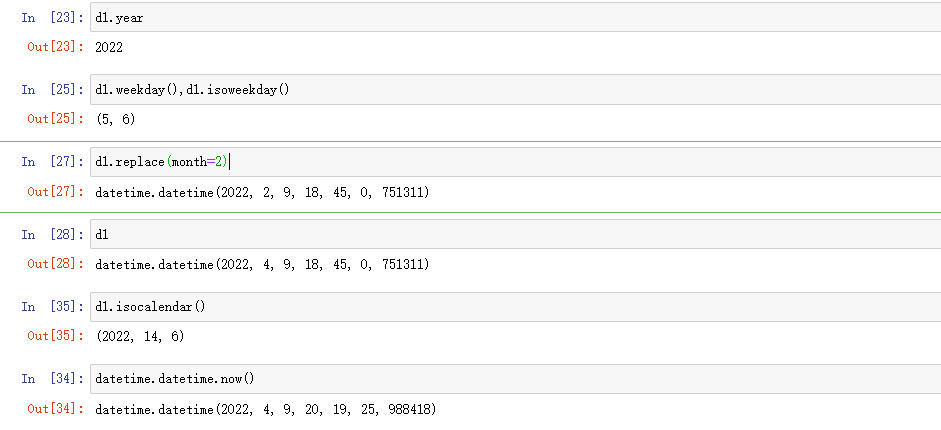 In [23]: d1.year
Out[23]: 2022
In [25]: d1.weekday(),d1.isoweekday()
Out[25]: (5, 6)
In [27]: d1.replace(month=2)
Out[27]: datetime.datetime(2022, 2, 9, 18, 45, 0, 751311)
In [28]: d1
Out[28]: datetime.datetime(2022, 4, 9, 18, 45, 0, 751311)
In [35]: d1.isocalendar()
Out[35]: (2022, 14, 6)
In [34]: datetime.datetime.now()
Out[34]: datetime.datetime(2022, 4, 9, 20, 19, 25, 988418)